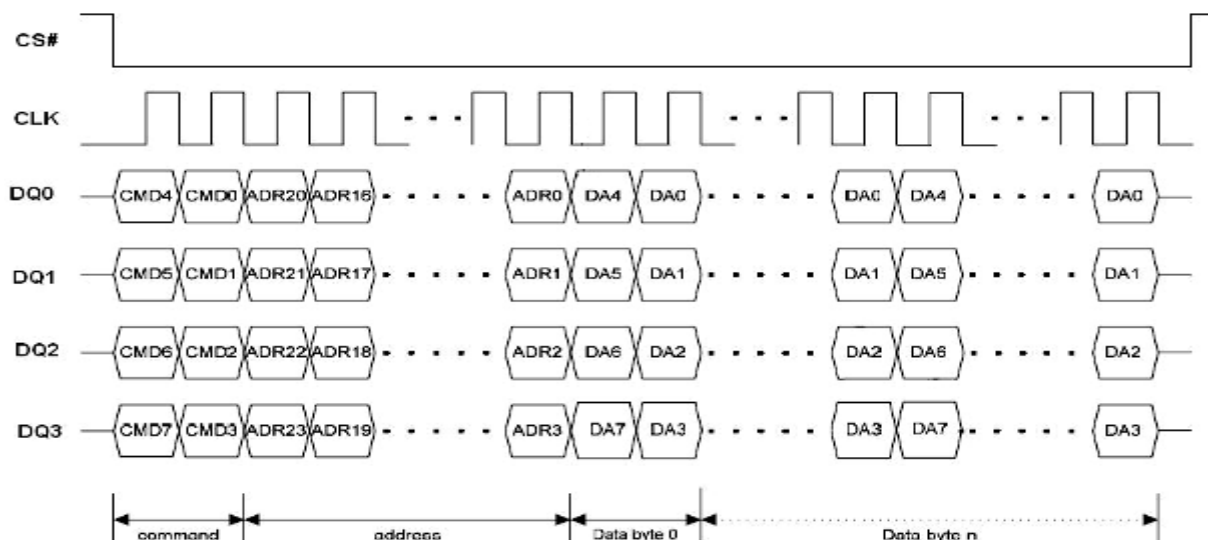 CS#
CLK
DQ0 CMD4 CMD0 ADR20 ADR16 ADR0 DA4 DA0 DA0 DA4 DA0
DQ1 CMD5 CMD1 ADR21 ADR17 ADR1 DA5 DA1 DA1 DA5 DA1
DQ2 CMD6 CMD2 ADR22 ADR18 ADR2 DA6 DA2 DA2 DA6 DA2
DQ3 CMD7 CMD3 ADR23 ADR19 ADR3 DA7 DA3 DA3 DA7 DA3
command address Data byte 0 Data byte n